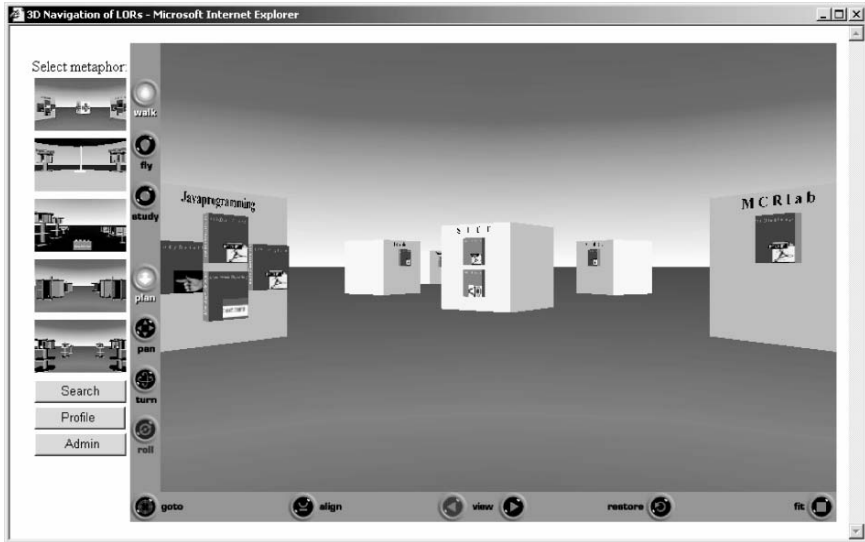 3D Navigation of LORs - Microsoft Internet Explorer
Select metaphor:
walk
fly
study
plan
pan
turn
roll
Search
Profile
Admin
Javaprogramming
MCRlab
goto
align
view
restore
fit